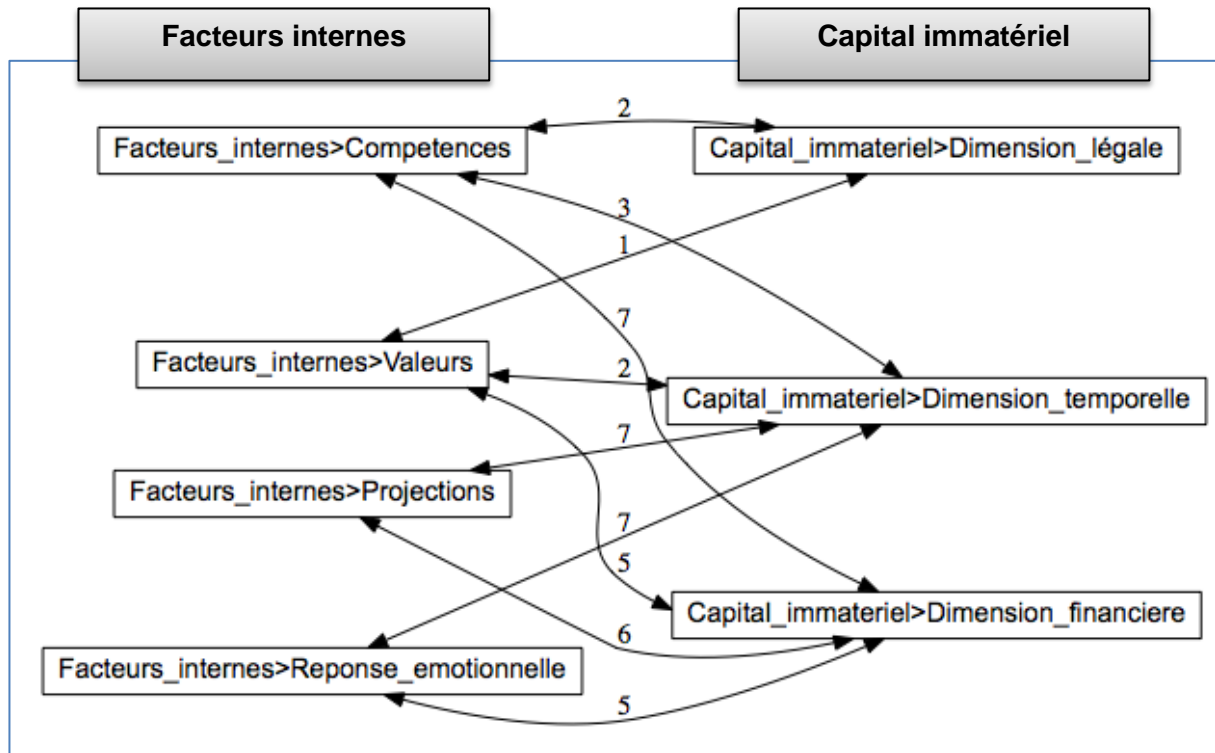 Facteurs internes
Capital immatériel
2
Facteurs_internes>Competences
Capital_immateriel>Dimension_légale
3
1
7
Facteurs_internes>Valeurs
2
Capital_immateriel>Dimension_temporelle
7
Facteurs_internes>Projections
7
5
Capital_immateriel>Dimension_financiere
6
Facteurs_internes>Reponse_emotionnelle
5